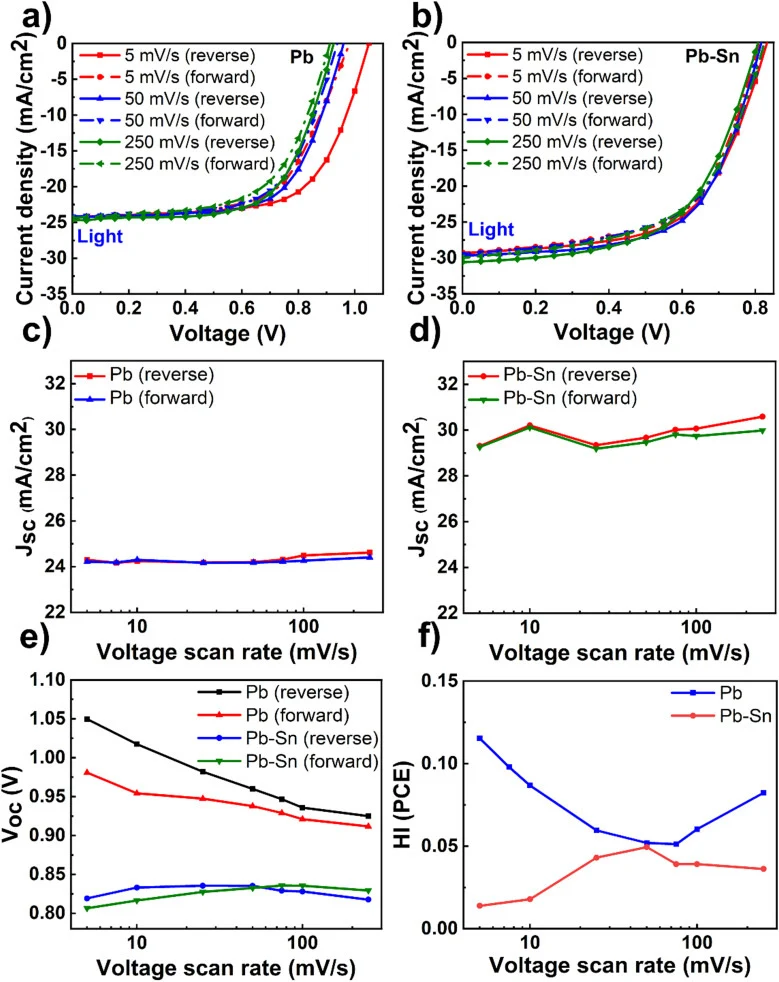 a)
Pb
5 mV/s (reverse)
5 mV/s (forward)
50 mV/s (reverse)
50 mV/s (forward)
250 mV/s (reverse)
250 mV/s (forward)
Light
Current density (mA/cm²)
0
-5
-10
-15
-20
-25
-30
-35
0.0 0.2 0.4 0.6 0.8 1.0
Voltage (V)
b)
Pb-Sn
5 mV/s (reverse)
5 mV/s (forward)
50 mV/s (reverse)
50 mV/s (forward)
250 mV/s (reverse)
250 mV/s (forward)
Light
Current density (mA/cm²)
0
-5
-10
-15
-20
-25
-30
-35
0.0 0.2 0.4 0.6 0.8
Voltage (V)
c)
Pb (reverse)
Pb (forward)
Jsc (mA/cm²)
32
30
28
26
24
22
10 100
Voltage scan rate (mV/s)
d)
Pb-Sn (reverse)
Pb-Sn (forward)
Jsc (mA/cm²)
32
30
28
26
24
22
10 100
Voltage scan rate (mV/s)
e)
Pb (reverse)
Pb (forward)
Pb-Sn (reverse)
Pb-Sn (forward)
Voc (V)
1.10
1.05
1.00
0.95
0.90
0.85
0.80
10 100
Voltage scan rate (mV/s)
f)
Pb
Pb-Sn
HI (PCE)
0.15
0.10
0.05
0.00
10 100
Voltage scan rate (mV/s)